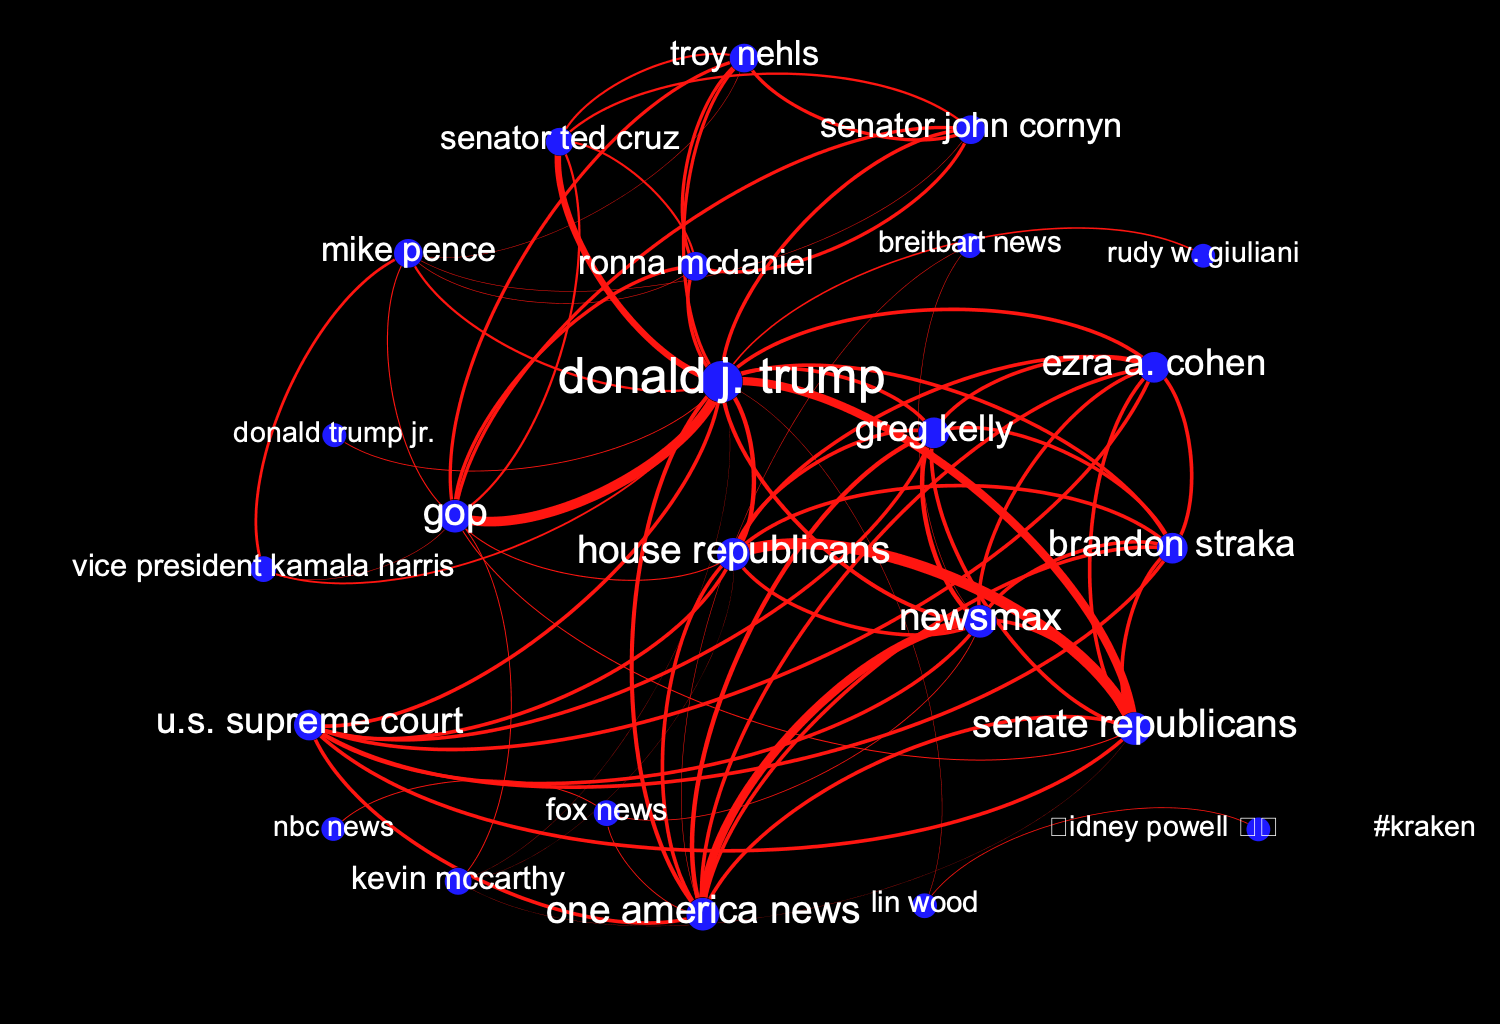 troy nehls
senator john cornyn
senator ted cruz
mike pence
ronna mcdaniel
breitbart news
rudy w. giuliani
donald j. trump
ezra a. cohen
donald trump jr.
greg kelly
gop
house republicans
brandon straka
vice president kamala harris
newsmax
u.s. supreme court
senate republicans
nbc news
fox news
□idney powell □□ #kraken
kevin mccarthy
one america news
lin wood